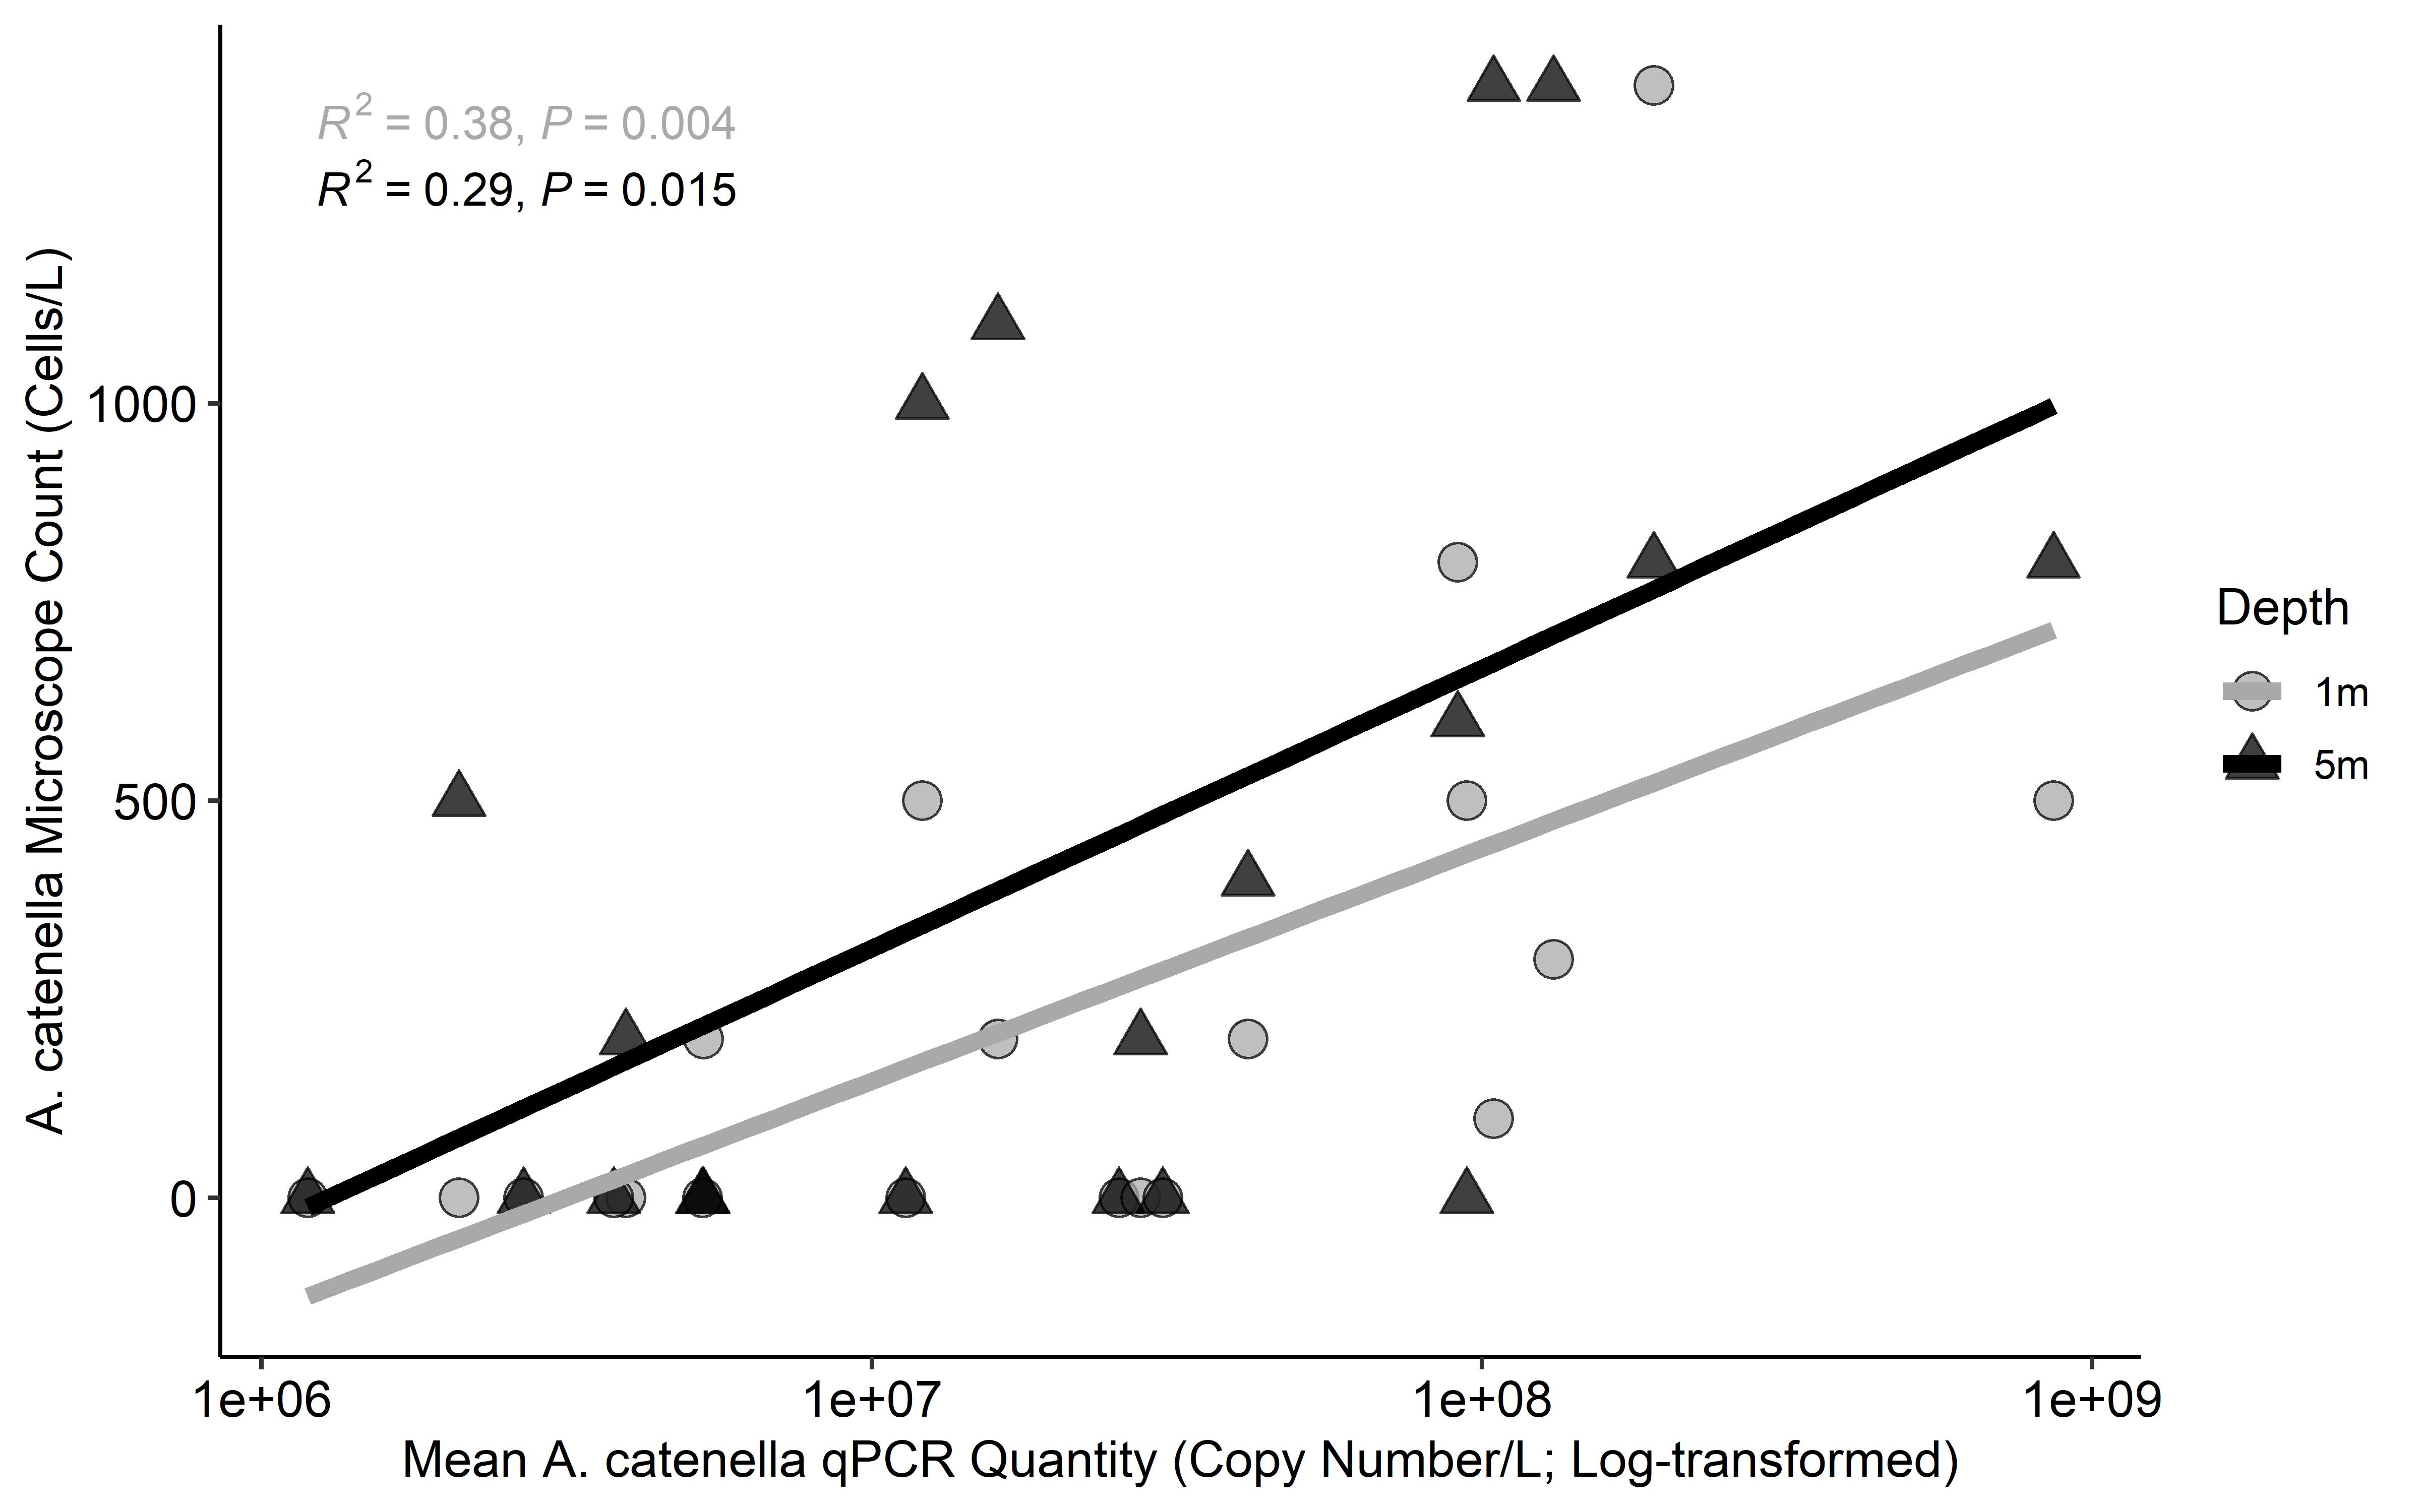 R² = 0.38, P = 0.004
R² = 0.29, P = 0.015
A. catenella Microscope Count (Cells/L)
1000
500
0
1e+06 1e+07 1e+08 1e+09
Mean A. catenella qPCR Quantity (Copy Number/L; Log-transformed)
Depth
1m
5m